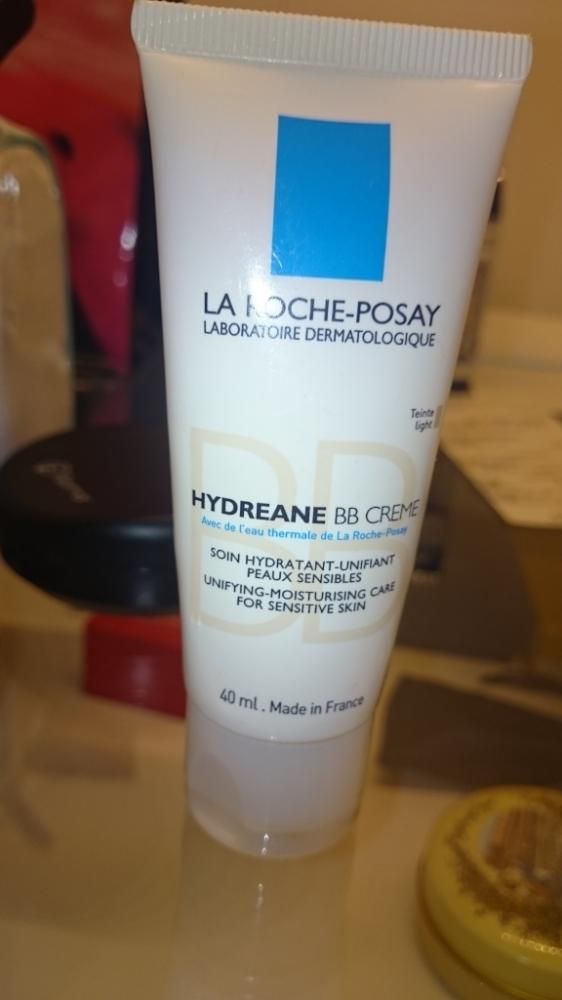 LA ROCHE-POSAY
LABORATOIRE DERMATOLOGIQUE
Teinte
light
BB
HYDREANE BB CREME
Avec de l'eau thermale de La Roche-Posay
SOIN HYDRATANT-UNIFIANT
PEAUX SENSIBLES
UNIFYING-MOISTURISING CARE
FOR SENSITIVE SKIN
40 ml . Made in France